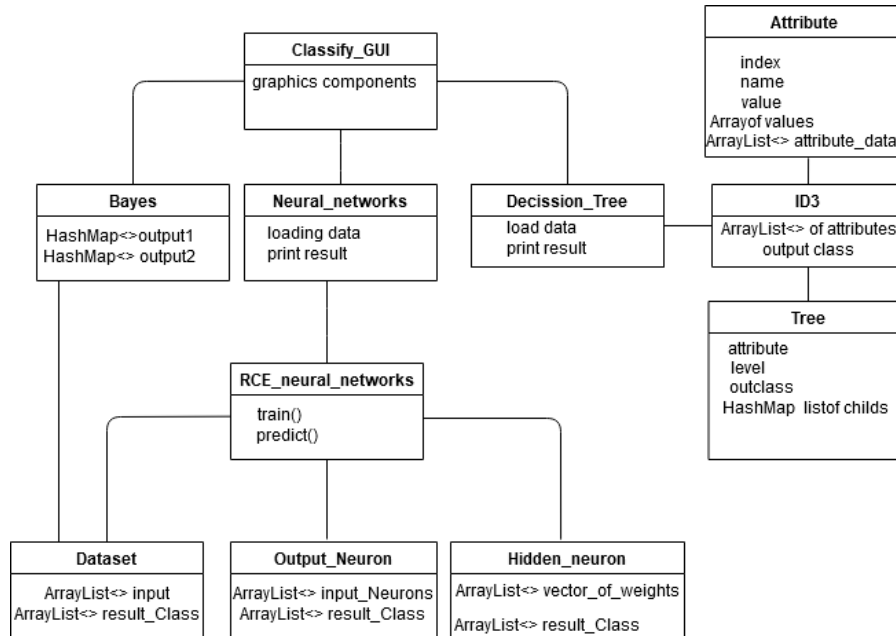 Classify_GUI
graphics components
Attribute
index
name
value
Arrayof values
ArrayList<> attribute_data
Bayes
HashMap<>output1
HashMap<> output2
Neural_networks
loading data
print result
Decission_Tree
load data
print result
ID3
ArrayList<> of attributes
output class
Tree
attribute
level
outclass
HashMap listof childs
RCE_neural_networks
train()
predict()
Dataset
ArrayList<> input
ArrayList<> result_Class
Output_Neuron
ArrayList<> input_Neurons
ArrayList<> result_Class
Hidden_neuron
ArrayList<> vector_of_weights
ArrayList<> result_Class